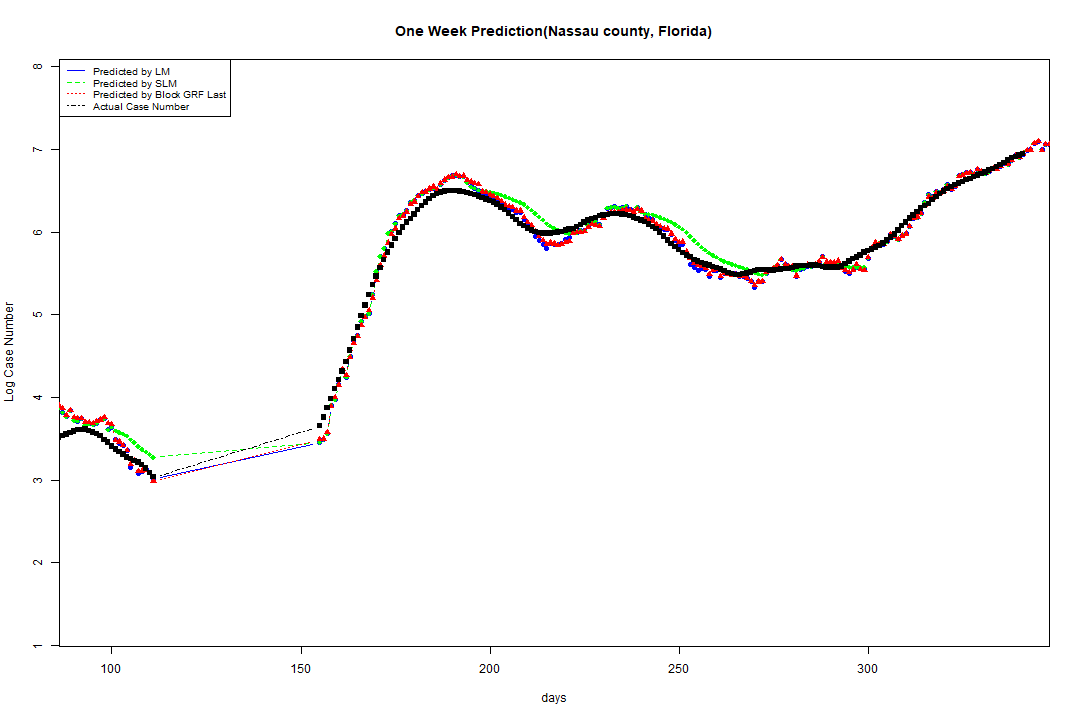 One Week Prediction(Nassau county, Florida)
Predicted by LM
Predicted by SLM
Predicted by Block GRF Last
Actual Case Number
Log Case Number
8
7
6
5
4
3
2
1
100 150 200 250 300
days